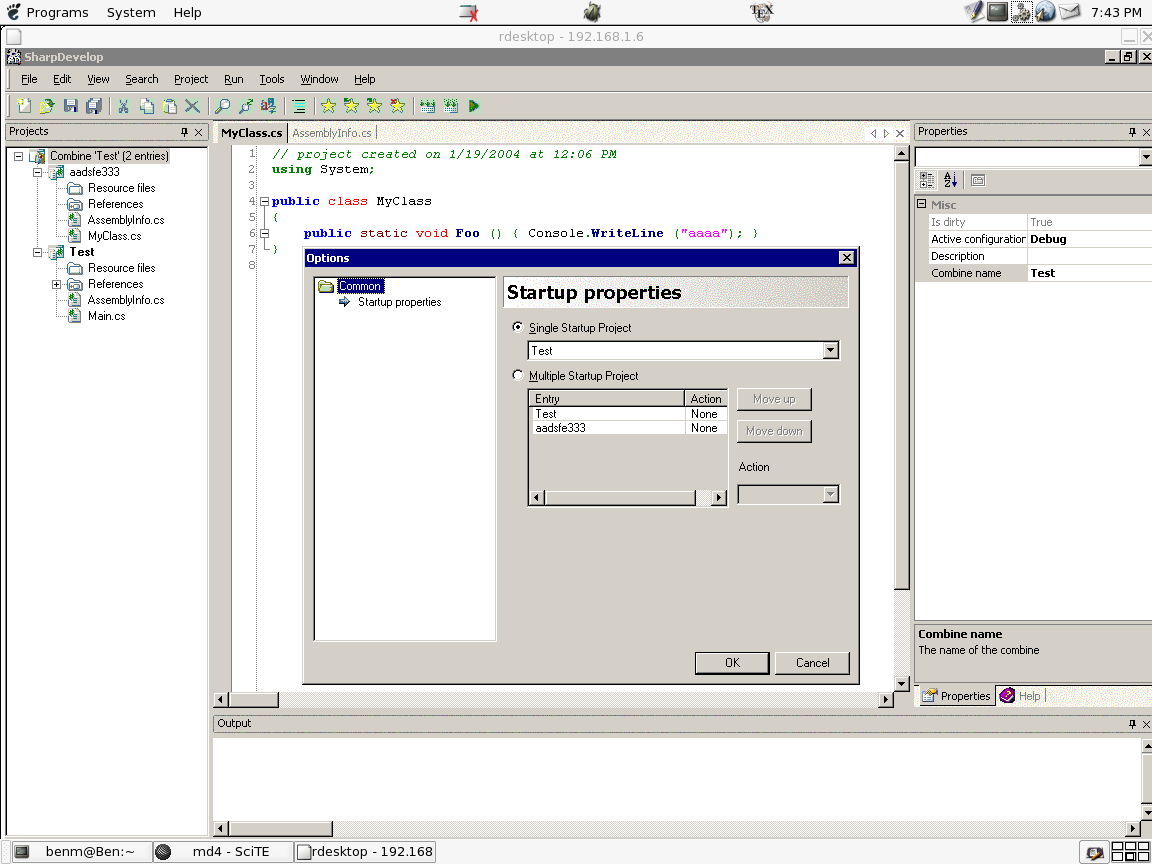 Programs System Help
TEX
7:43 PM
rdesktop - 192.168.1.6
SharpDevelop
File Edit View Search Project Run Tools Window Help
Projects
Combine 'Test' (2 entries)
aadsfe333
Resource files
References
AssemblyInfo.cs
MyClass.cs
Test
Resource files
References
AssemblyInfo.cs
Main.cs
MyClass.cs AssemblyInfo.cs
1 // project created on 1/19/2004 at 12:06 PM
2 using System;
3
4 public class MyClass
5 {
6 public static void Foo () { Console.WriteLine ("aaaa"); }
7 }
8
Options
Common
Startup properties
Startup properties
Single Startup Project
Test
Multiple Startup Project
Entry Action
Test None
aadsfe333 None
Move up
Move down
Action
OK Cancel
Properties
Misc
Is dirty True
Active configuration Debug
Description
Combine name Test
Combine name
The name of the combine
Properties Help
Output
benm@Ben:~ md4 - SciTE rdesktop - 192.168